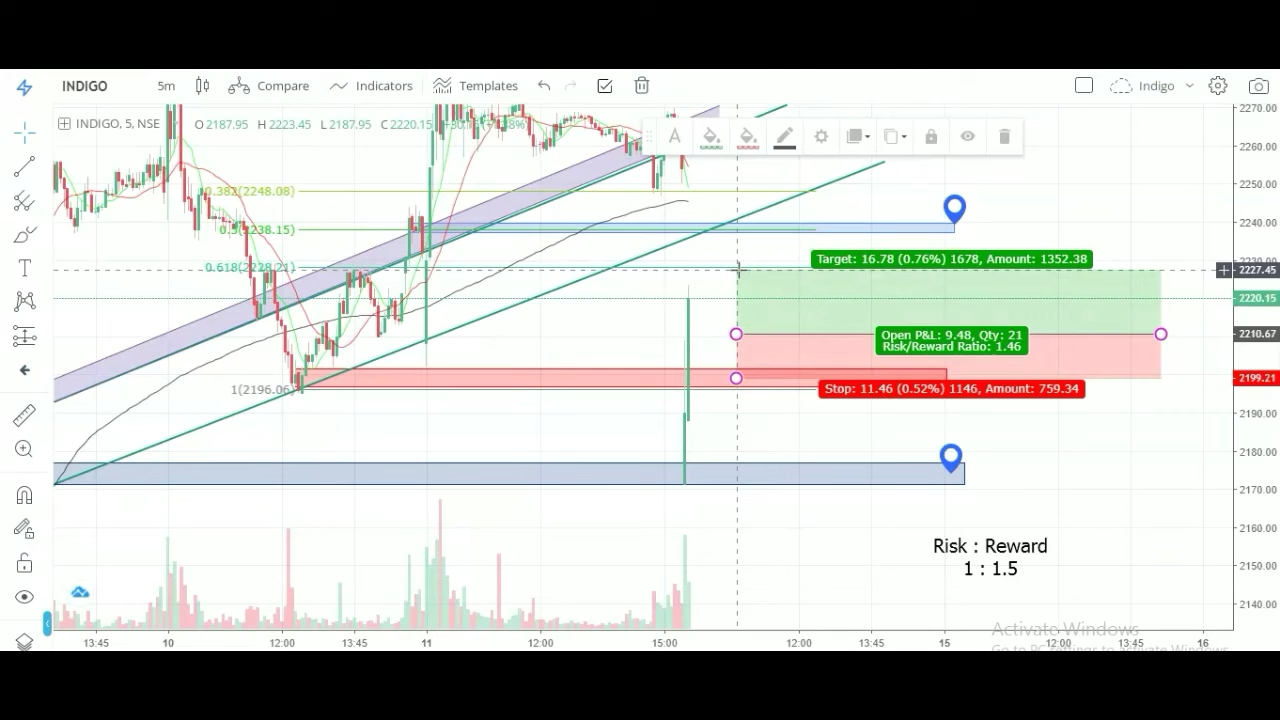 INDIGO 5m Compare Indicators Templates Indigo
INDIGO, 5, NSE O 2187.95 H 2223.45 L 2187.95 C 2220.15
2270.00
2260.00
0.382(2248.08)
2250.00
2240.00
0.5(2238.15)
0.618(2228.21)
Target: 16.78 (0.76%) 1678, Amount: 1352.38
2227.45
2220.15
Open P&L: 9.48, Qty: 21
Risk/Reward Ratio: 1.46
2210.67
2199.21
1(2196.06)
Stop: 11.46 (0.52%) 1146, Amount: 759.34
2190.00
2180.00
2170.00
2160.00
Risk : Reward
1 : 1.5
2150.00
2140.00
Activate Windows
13:45 10 12:00 13:45 11 12:00 15:00 12:00 13:45 15 12:00 13:45 16